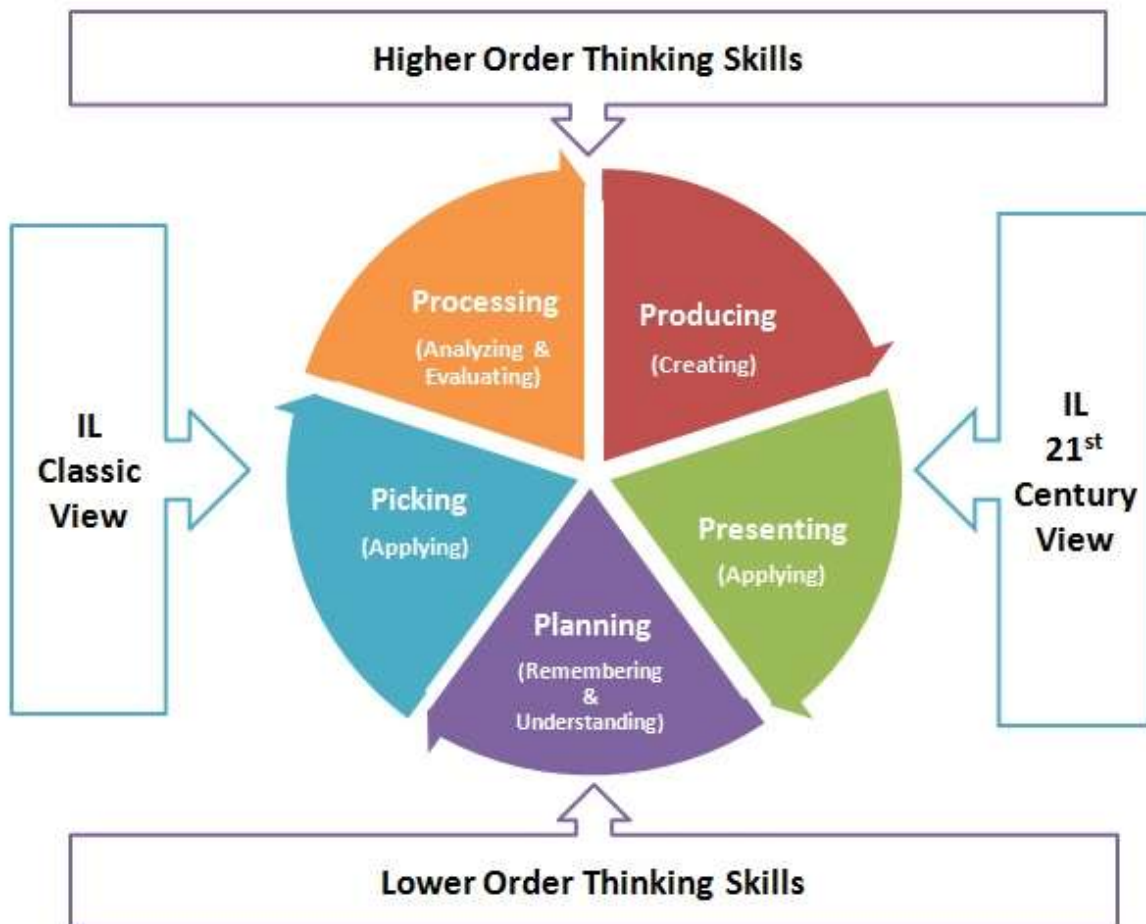 Higher Order Thinking Skills
Processing
(Analyzing &
Evaluating)
Producing
(Creating)
IL
Classic
View
Picking
(Applying)
Presenting
(Applying)
IL
21st
Century
View
Planning
(Remembering
&
Understanding)
Lower Order Thinking Skills